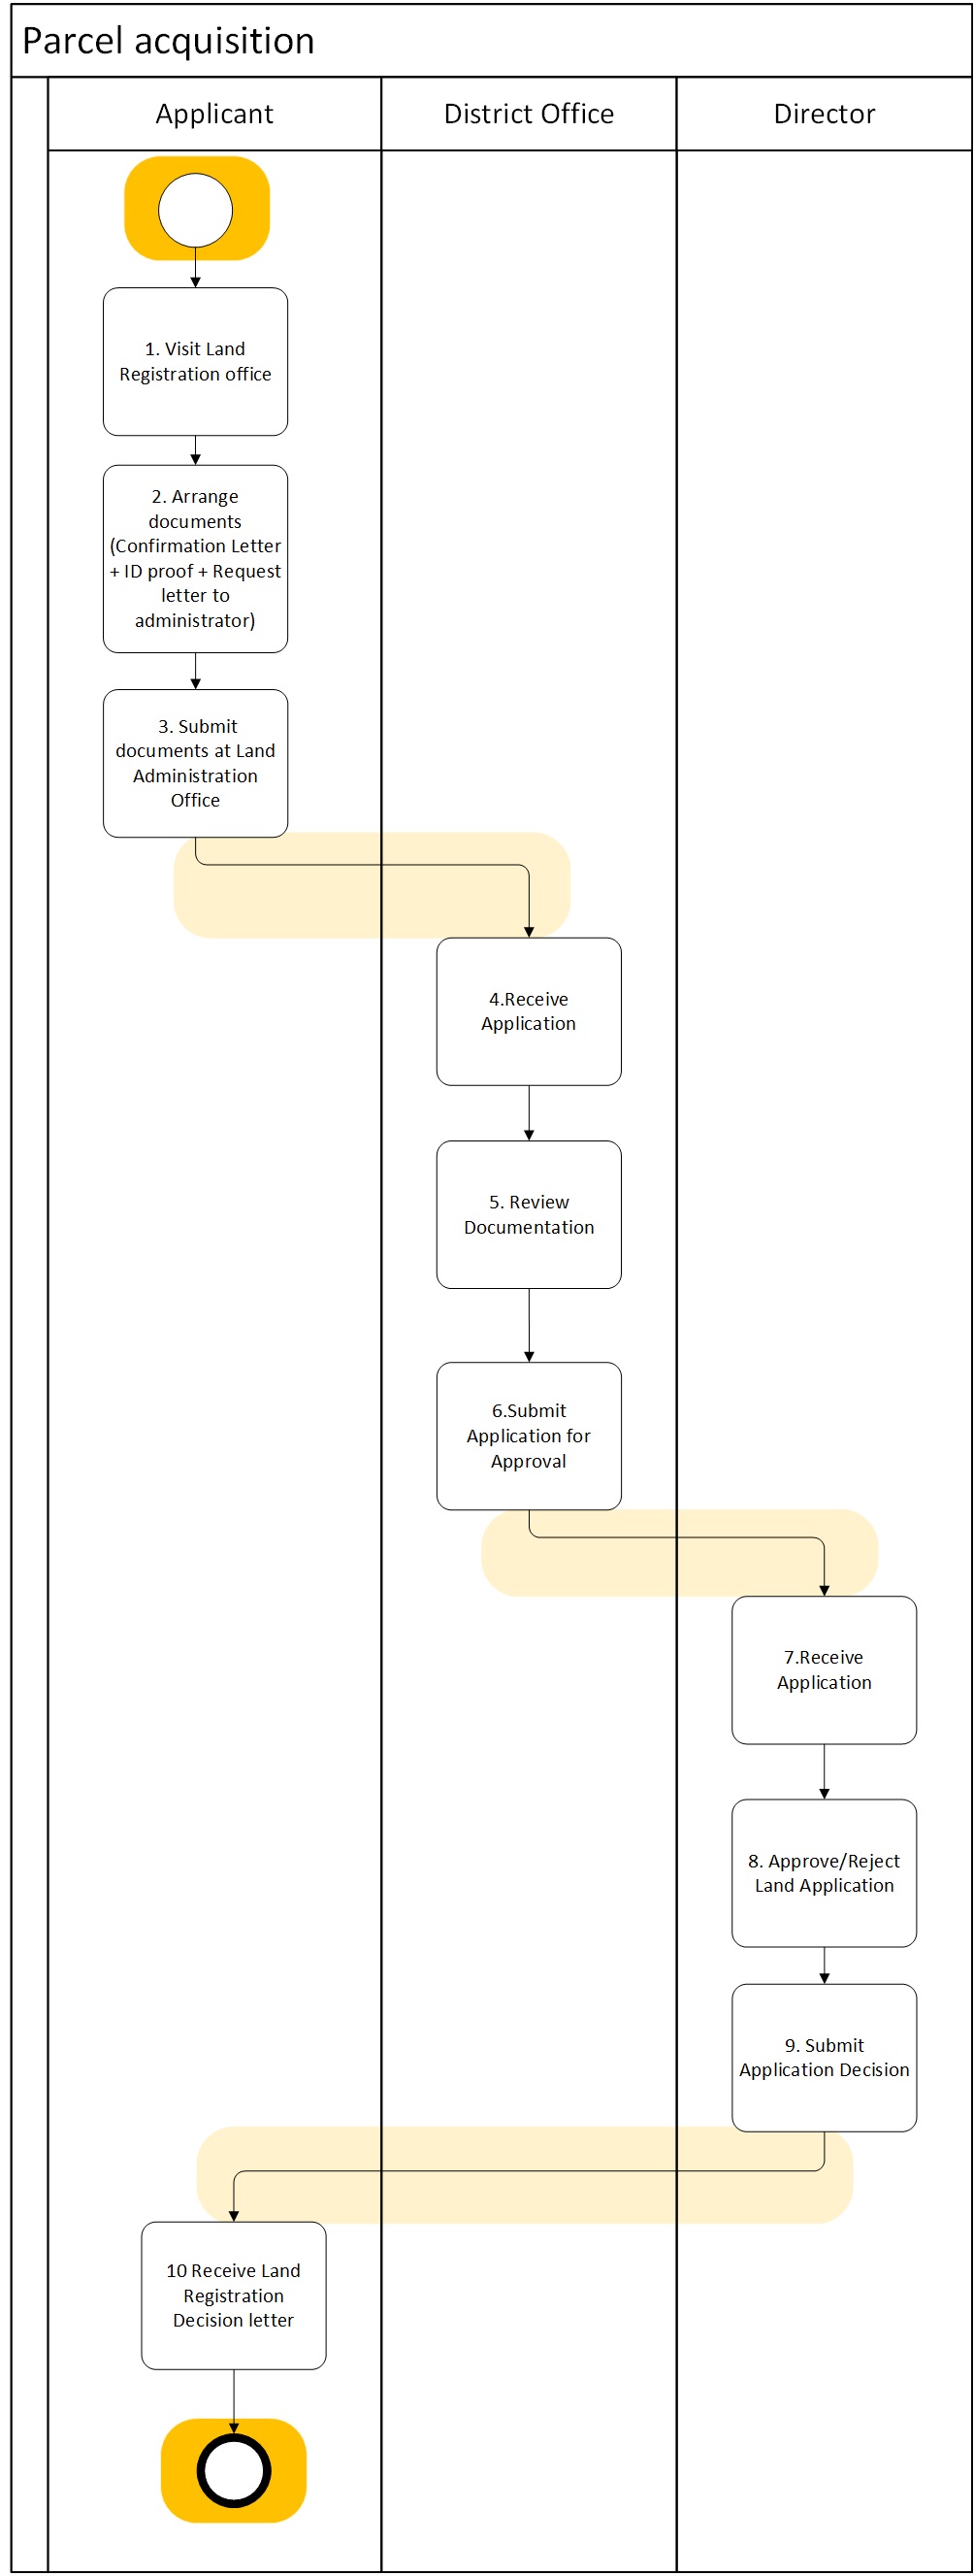 Parcel acquisition
Applicant
District Office
Director
1. Visit Land
Registration office
2. Arrange
documents
(Confirmation Letter
+ ID proof + Request
letter to
administrator)
3. Submit
documents at Land
Administration
Office
4.Receive
Application
5. Review
Documentation
6.Submit
Application for
Approval
7.Receive
Application
8. Approve/Reject
Land Application
9. Submit
Application Decision
10 Receive Land
Registration
Decision letter